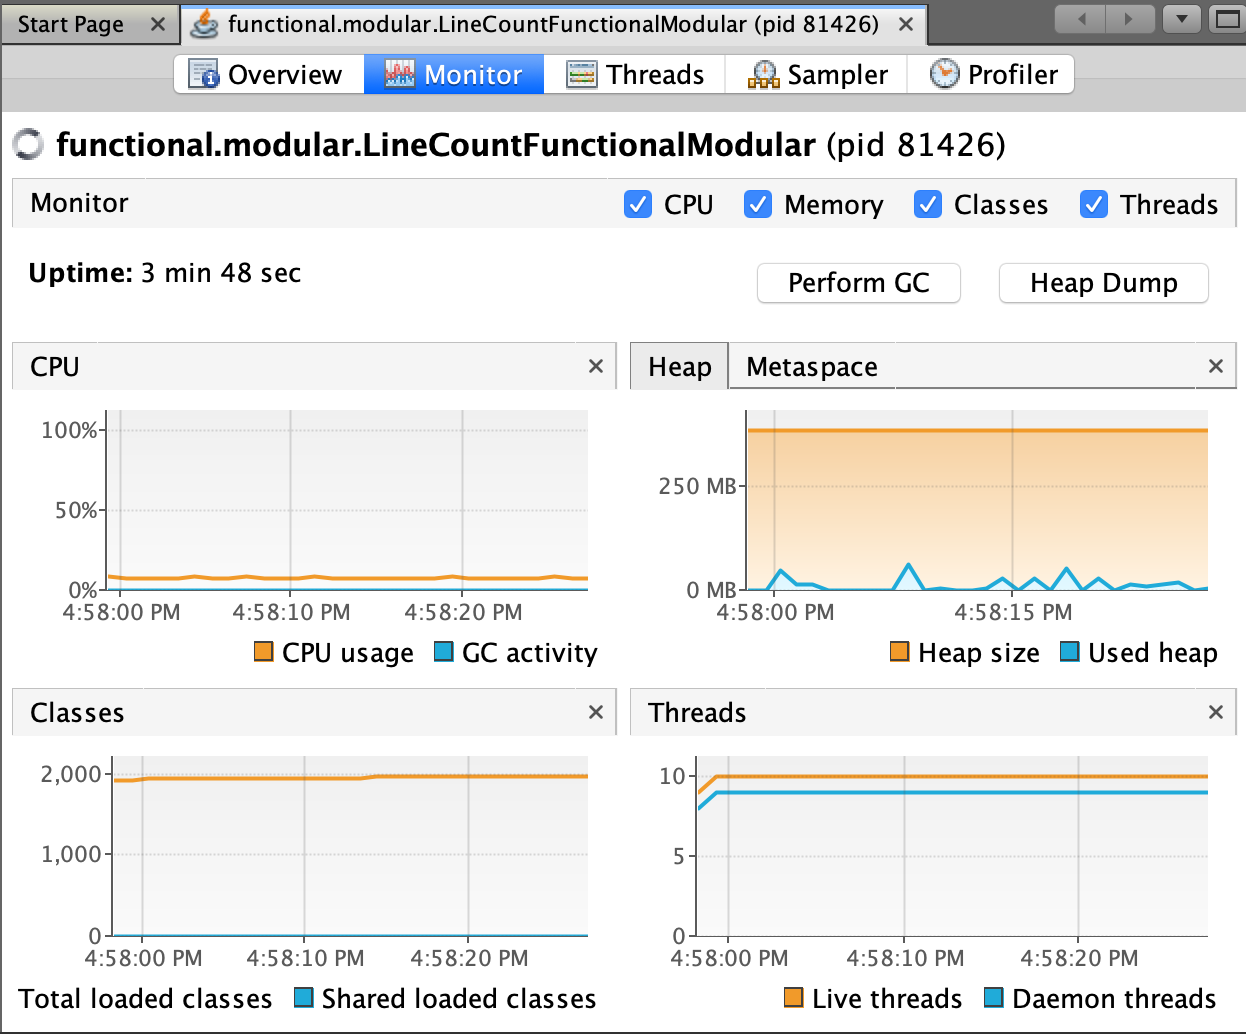 Start Page
functional.modular.LineCountFunctionalModular (pid 81426)
Overview Monitor Threads Sampler Profiler
functional.modular.LineCountFunctionalModular (pid 81426)
Monitor CPU Memory Classes Threads
Uptime: 3 min 48 sec
Perform GC Heap Dump
CPU
100%
50%
0%
4:58:00 PM 4:58:10 PM 4:58:20 PM
CPU usage GC activity
Heap Metaspace
250 MB
0 MB
4:58:00 PM 4:58:15 PM
Heap size Used heap
Classes
2,000
1,000
0
4:58:00 PM 4:58:10 PM 4:58:20 PM
Total loaded classes Shared loaded classes
Threads
10
5
0
4:58:00 PM 4:58:10 PM 4:58:20 PM
Live threads Daemon threads